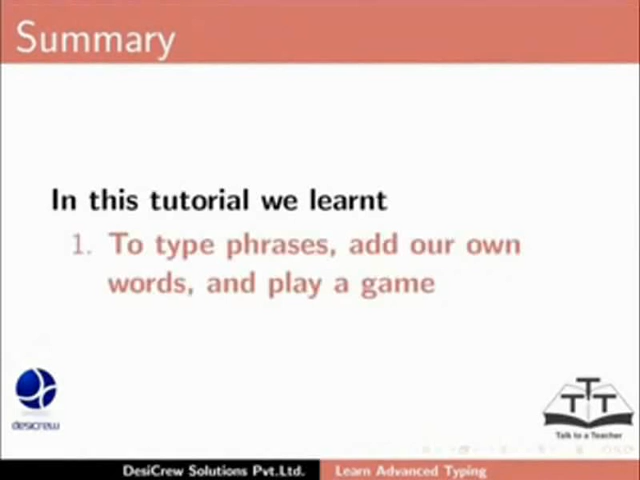 Summary
In this tutorial we learnt
1. To type phrases, add our own
words, and play a game
desicrew
T T T
Talk to a Teacher
DesiCrew Solutions Pvt.Ltd. Learn Advanced Typing